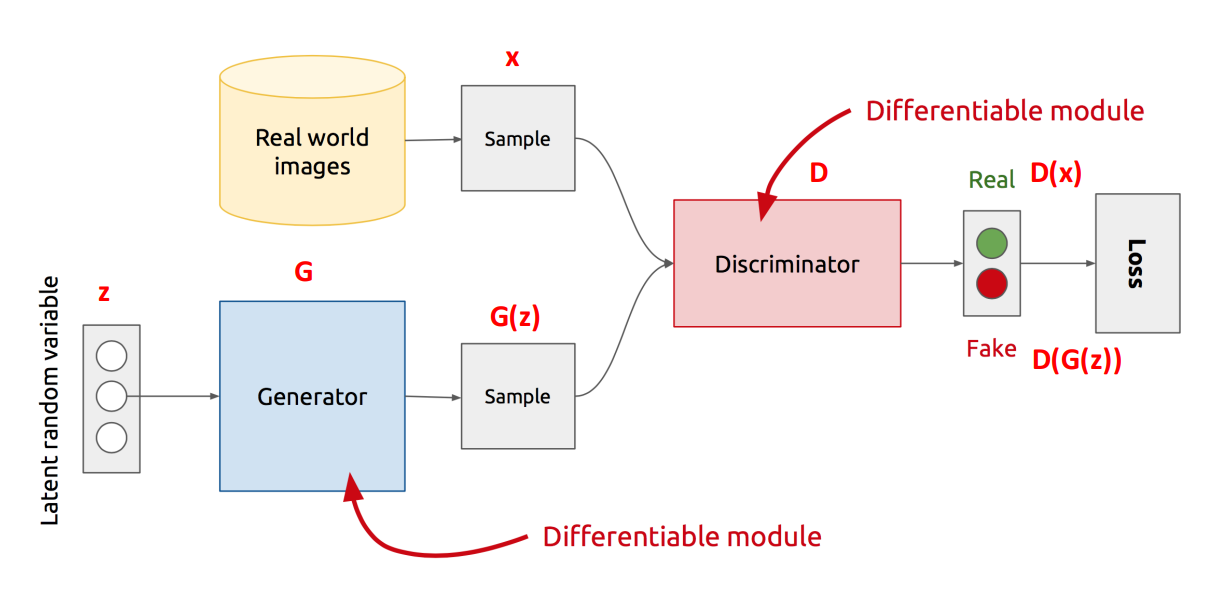 x
Real world
images
Sample
Differentiable module
D
Real
D(x)
Discriminator
Loss
z
G
G(z)
Latent random variable
Generator
Sample
Fake
D(G(z))
Differentiable module